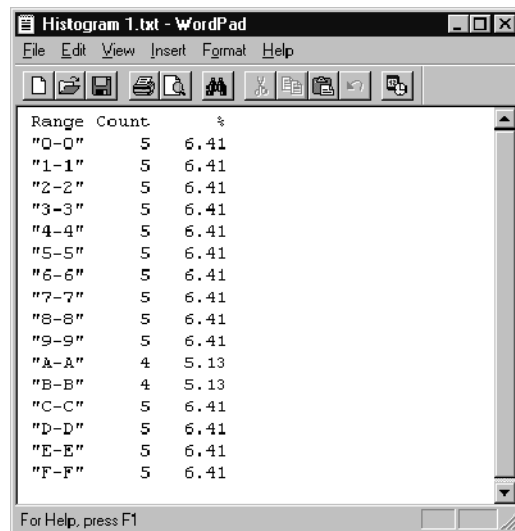 Histogram 1.txt - WordPad
File Edit View Insert Format Help
Range Count %
"0-0" 5 6.41
"1-1" 5 6.41
"2-2" 5 6.41
"3-3" 5 6.41
"4-4" 5 6.41
"5-5" 5 6.41
"6-6" 5 6.41
"7-7" 5 6.41
"8-8" 5 6.41
"9-9" 5 6.41
"A-A" 4 5.13
"B-B" 4 5.13
"C-C" 5 6.41
"D-D" 5 6.41
"E-E" 5 6.41
"F-F" 5 6.41
For Help, press F1